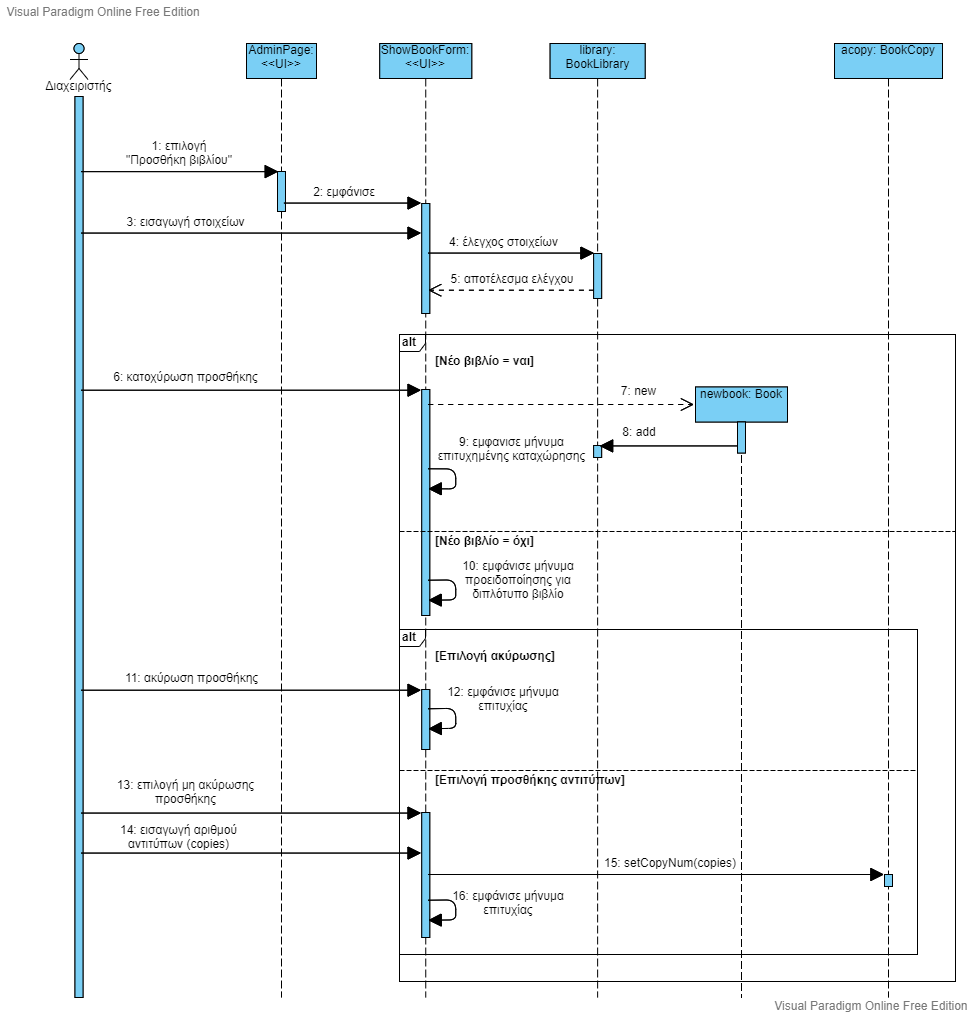 Visual Paradigm Online Free Edition
AdminPage:
<<UI>>
ShowBookForm:
<<UI>>
library:
BookLibrary
acopy: BookCopy
Διαχειριστής
1: επιλογή
"Προσθήκη βιβλίου"
2: εμφάνισε
3: εισαγωγή στοιχείων
4: έλεγχος στοιχείων
5: αποτέλεσμα ελέγχου
alt
[Νέο βιβλίο = ναι]
6: κατοχύρωση προσθήκης
7: new
newbook: Book
8: add
9: εμφανισε μήνυμα
επιτυχημένης καταχώρησης
[Νέο βιβλίο = όχι]
10: εμφάνισε μήνυμα
προειδοποίησης για
διπλότυπο βιβλίο
alt
[Επιλογή ακύρωσης]
11: ακύρωση προσθήκης
12: εμφάνισε μήνυμα
επιτυχίας
[Επιλογή προσθήκης αντιτύπων]
13: επιλογή μη ακύρωσης
προσθήκης
14: εισαγωγή αριθμού
αντιτύπων (copies)
15: setCopyNum(copies)
16: εμφάνισε μήνυμα
επιτυχίας
Visual Paradigm Online Free Edition